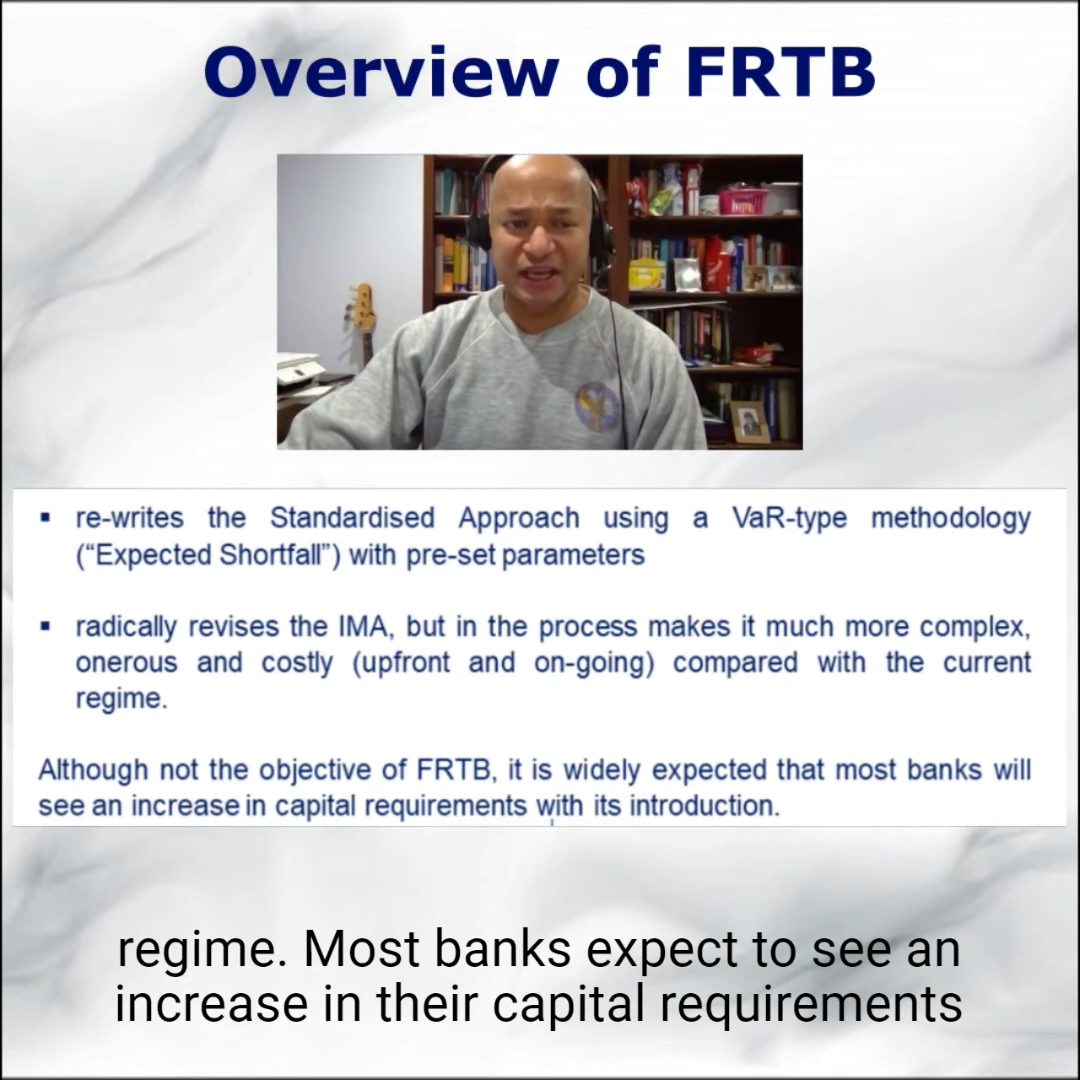 Overview of FRTB
▪ re-writes the Standardised Approach using a VaR-type methodology
(“Expected Shortfall”) with pre-set parameters
▪ radically revises the IMA, but in the process makes it much more complex,
onerous and costly (upfront and on-going) compared with the current
regime.
Although not the objective of FRTB, it is widely expected that most banks will
see an increase in capital requirements with its introduction.
regime. Most banks expect to see an
increase in their capital requirements